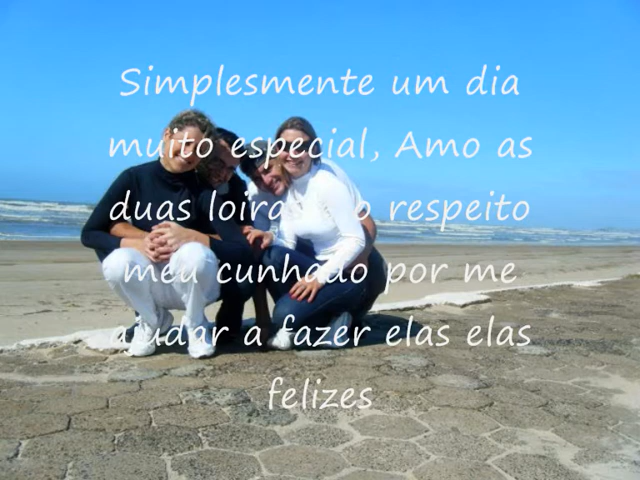 Simplesmente um dia
muito especial, Amo as
duas loiras o respeito
meu cunhado por me
ajudar a fazer elas elas
felizes